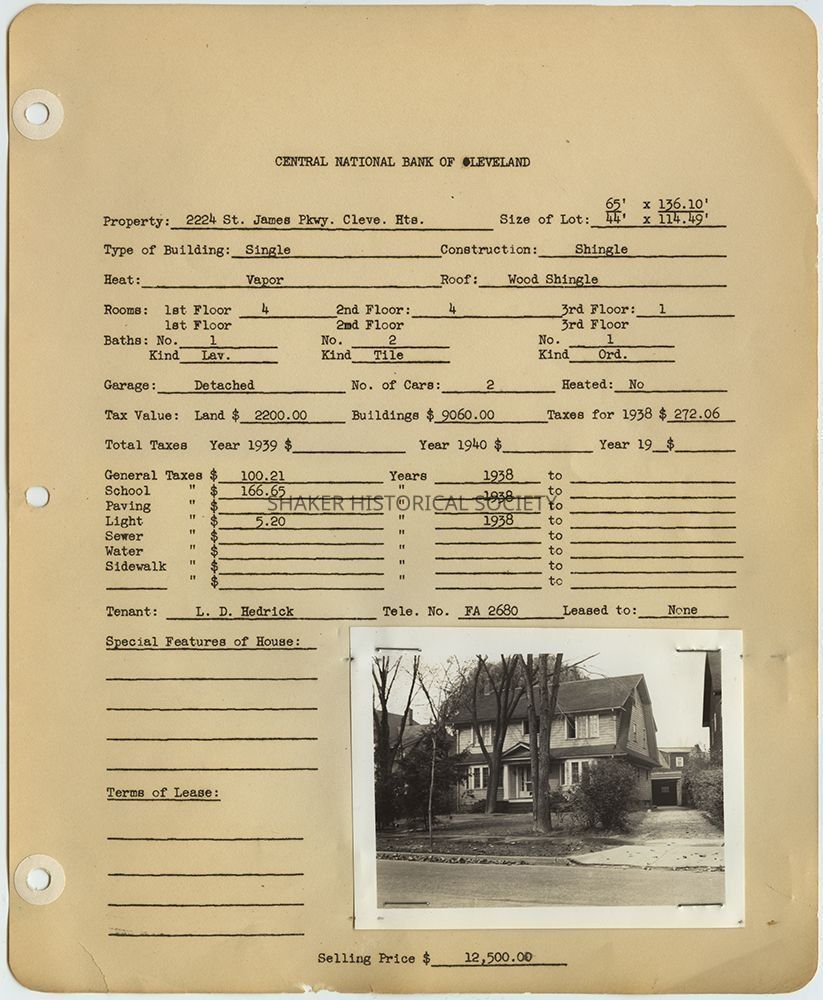 CENTRAL NATIONAL BANK OF CLEVELAND
65' x 136.10'
Property: 2224 St. James Pkwy. Cleve. Hts. Size of Lot: 44' x 114.49'
Type of Building: Single Construction: Shingle
Heat: Vapor Roof: Wood Shingle
Rooms: 1st Floor 4 2nd Floor: 4 3rd Floor: 1
1st Floor 2nd Floor 3rd Floor
Baths: No. 1 No. 2 No. 1
Kind Lav. Kind Tile Kind Ord.
Garage: Detached No. of Cars: 2 Heated: No
Tax Value: Land $ 2200.00 Buildings $ 9060.00 Taxes for 1938 $ 272.06
Total Taxes Year 1939 $ Year 1940 $ Year 19 $
General Taxes $ 100.21 Years 1938 to
School " $ 166.65 " 1938 to
SHAKER HISTORICAL SOCIETY
Paving " $ " to
Light " $ 5.20 " 1938 to
Sewer " $ " to
Water " $ " to
Sidewalk " $ " to
" $ " to
Tenant: L. D. Hedrick Tele. No. FA 2680 Leased to: None
Special Features of House:
Terms of Lease:
Selling Price $ 12,500.00